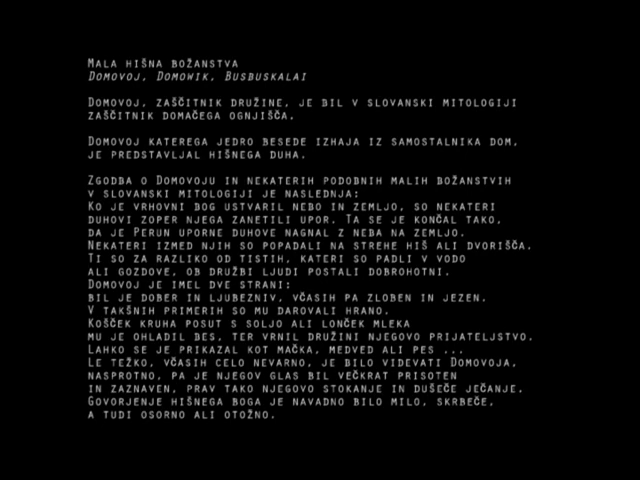 Mala hišna božanstva
Domovoj, Domowik, Busbuskalai
Domovoj, zaščitnik družine, je bil v slovanski mitologiji
zaščitnik domačega ognjišča.
Domovoj katerega jedro besede izhaja iz samostalnika dom,
je predstavljal hišnega duha.
Zgodba o Domovoju in nekaterih podobnih malih božanstvih
v slovanski mitologiji je naslednja:
Ko je vrhovni bog ustvaril nebo in zemljo, so nekateri
duhovi zoper njega zanetili upor. Ta se je končal tako,
da je Perun uporne duhove nagnal z neba na zemljo.
Nekateri izmed njih so popadali na strehe hiš ali dvorišča.
Ti so za razliko od tistih, kateri so padli v vodo
ali gozdove, ob družbi ljudi postali dobrohotni.
Domovoj je imel dve strani:
bil je dober in ljubezniv, včasih pa zloben in jezen.
V takšnih primerih so mu darovali hrano.
Košček kruha posut s soljo ali lonček mleka
mu je ohladil bes, ter vrnil družini njegovo prijateljstvo.
Lahko se je prikazal kot mačka, medved ali pes ...
Le težko, včasih celo nevarno, je bilo videvati Domovoja,
nasprotno, pa je njegov glas bil večkrat prisoten
in zaznaven, prav tako njegovo stokanje in dušeče ječanje.
Govorjenje hišnega boga je navadno bilo milo, skrbeče,
a tudi osorno ali otožno.